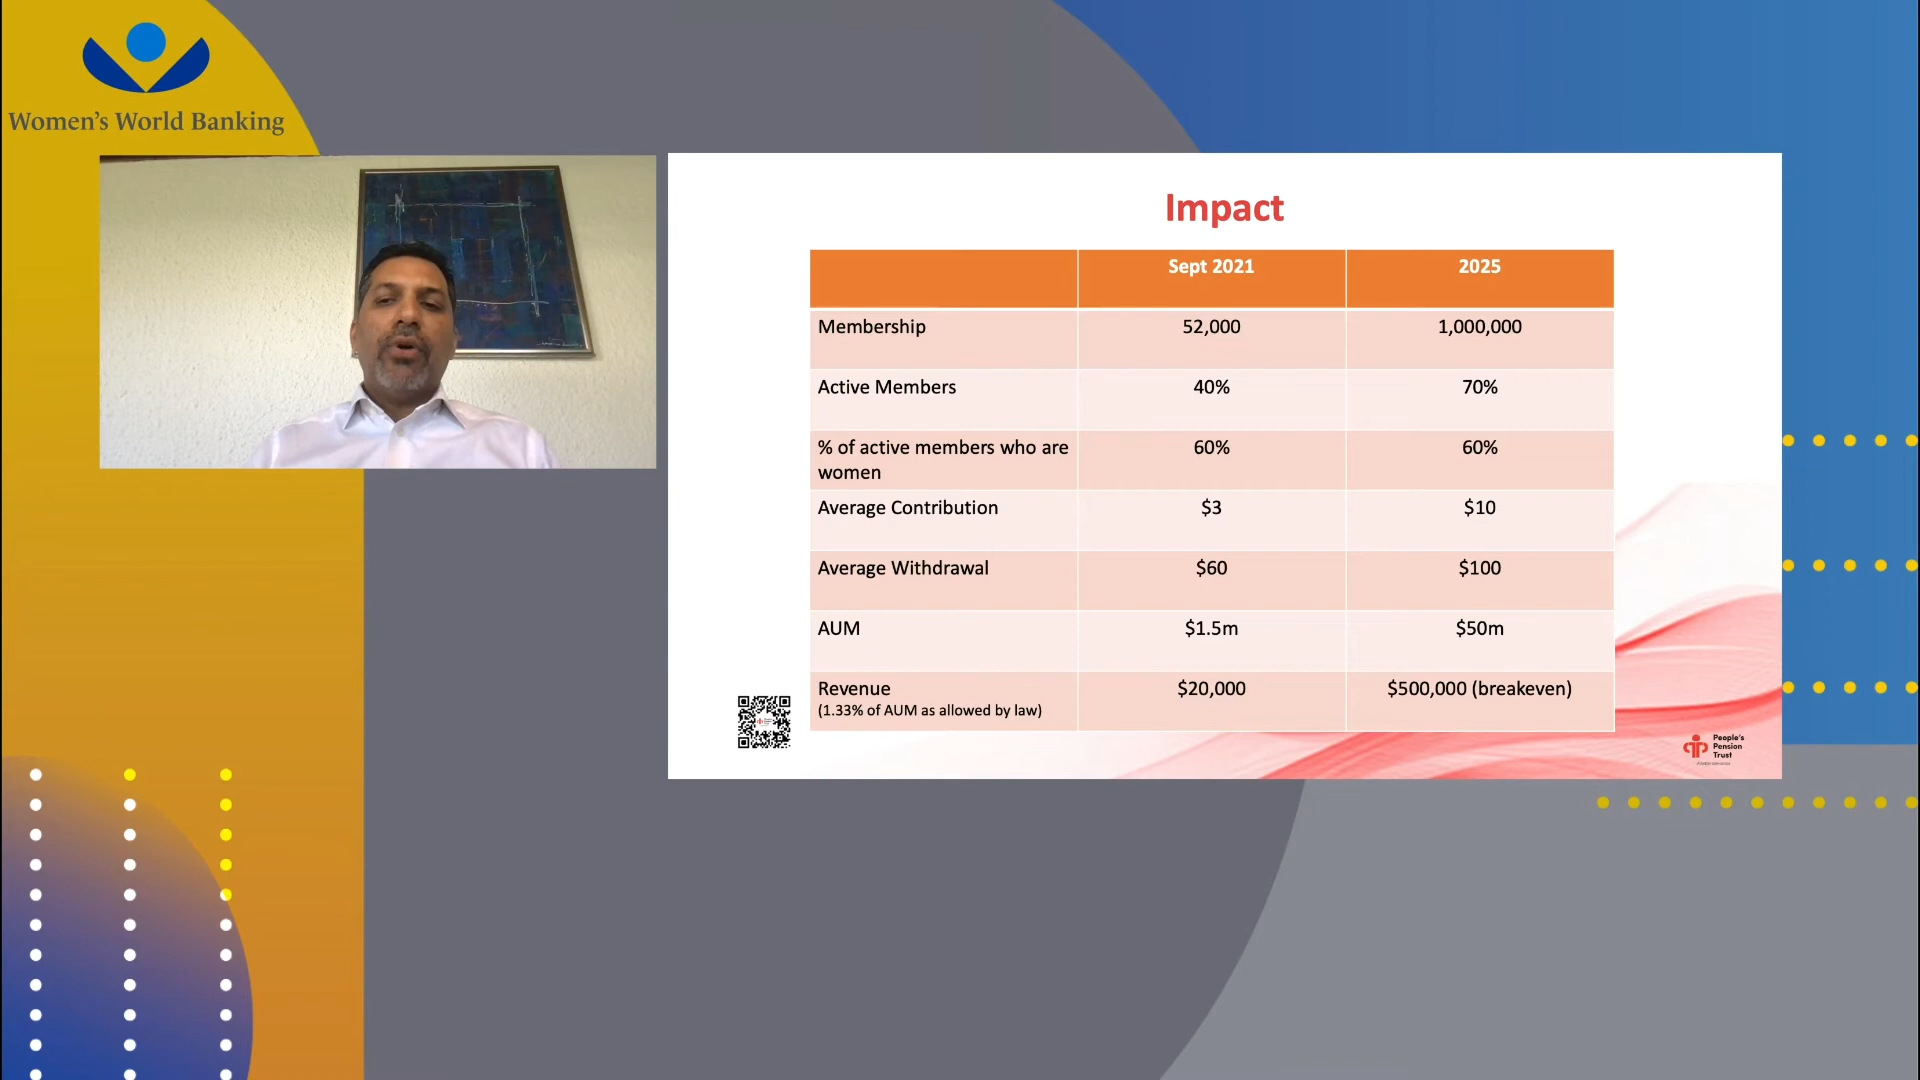 Women's World Banking
Impact
Sept 2021
2025
Membership
52,000
1,000,000
Active Members
40%
70%
% of active members who are
women
60%
60%
Average Contribution
$3
$10
Average Withdrawal
$60
$100
AUM
$1.5m
$50m
Revenue
(1.33% of AUM as allowed by law)
$20,000
$500,000 (breakeven)
People's
Pension
Trust